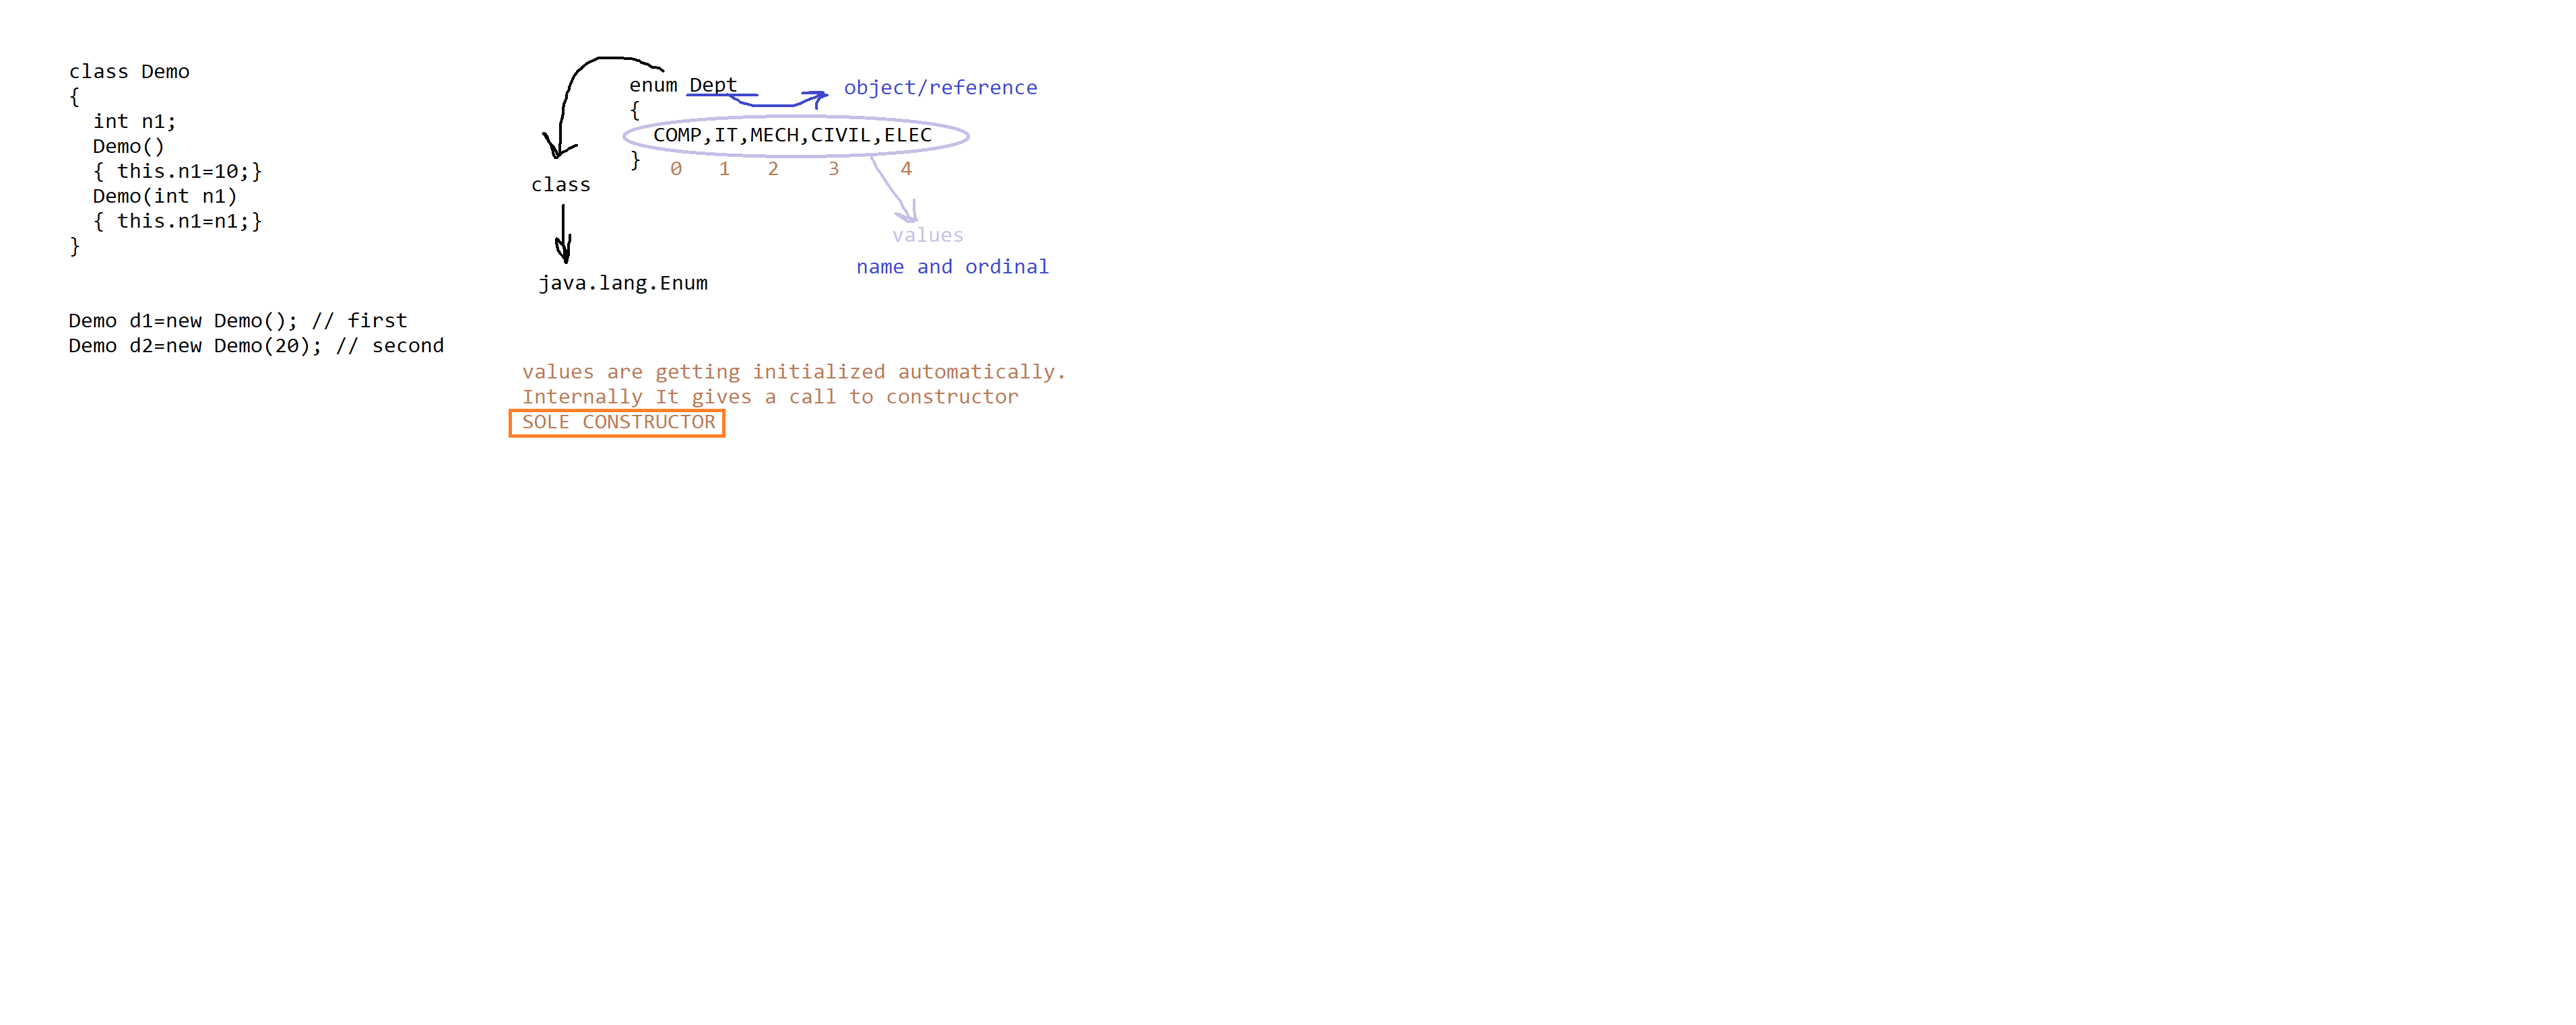 class Demo
{
int n1;
Demo()
{ this.n1=10;}
Demo(int n1)
{ this.n1=n1;}
}
Demo d1=new Demo(); // first
Demo d2=new Demo(20); // second
enum Dept
object/reference
{
COMP,IT,MECH,CIVIL,ELEC
}
0 1 2 3 4
class
values
name and ordinal
java.lang.Enum
values are getting initialized automatically.
Internally It gives a call to constructor
SOLE CONSTRUCTOR